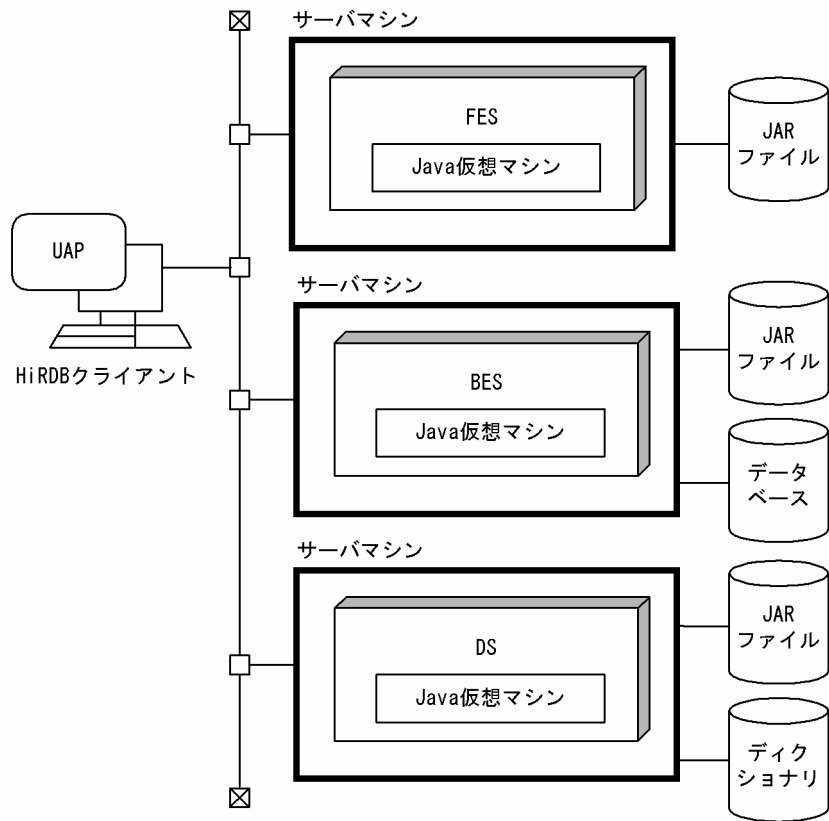 サーバマシン
FES
Java仮想マシン
JAR
ファイル
UAP
HiRDBクライアント
サーバマシン
BES
Java仮想マシン
JAR
ファイル
データ
ベース
サーバマシン
DS
Java仮想マシン
JAR
ファイル
ディク
ショナリ